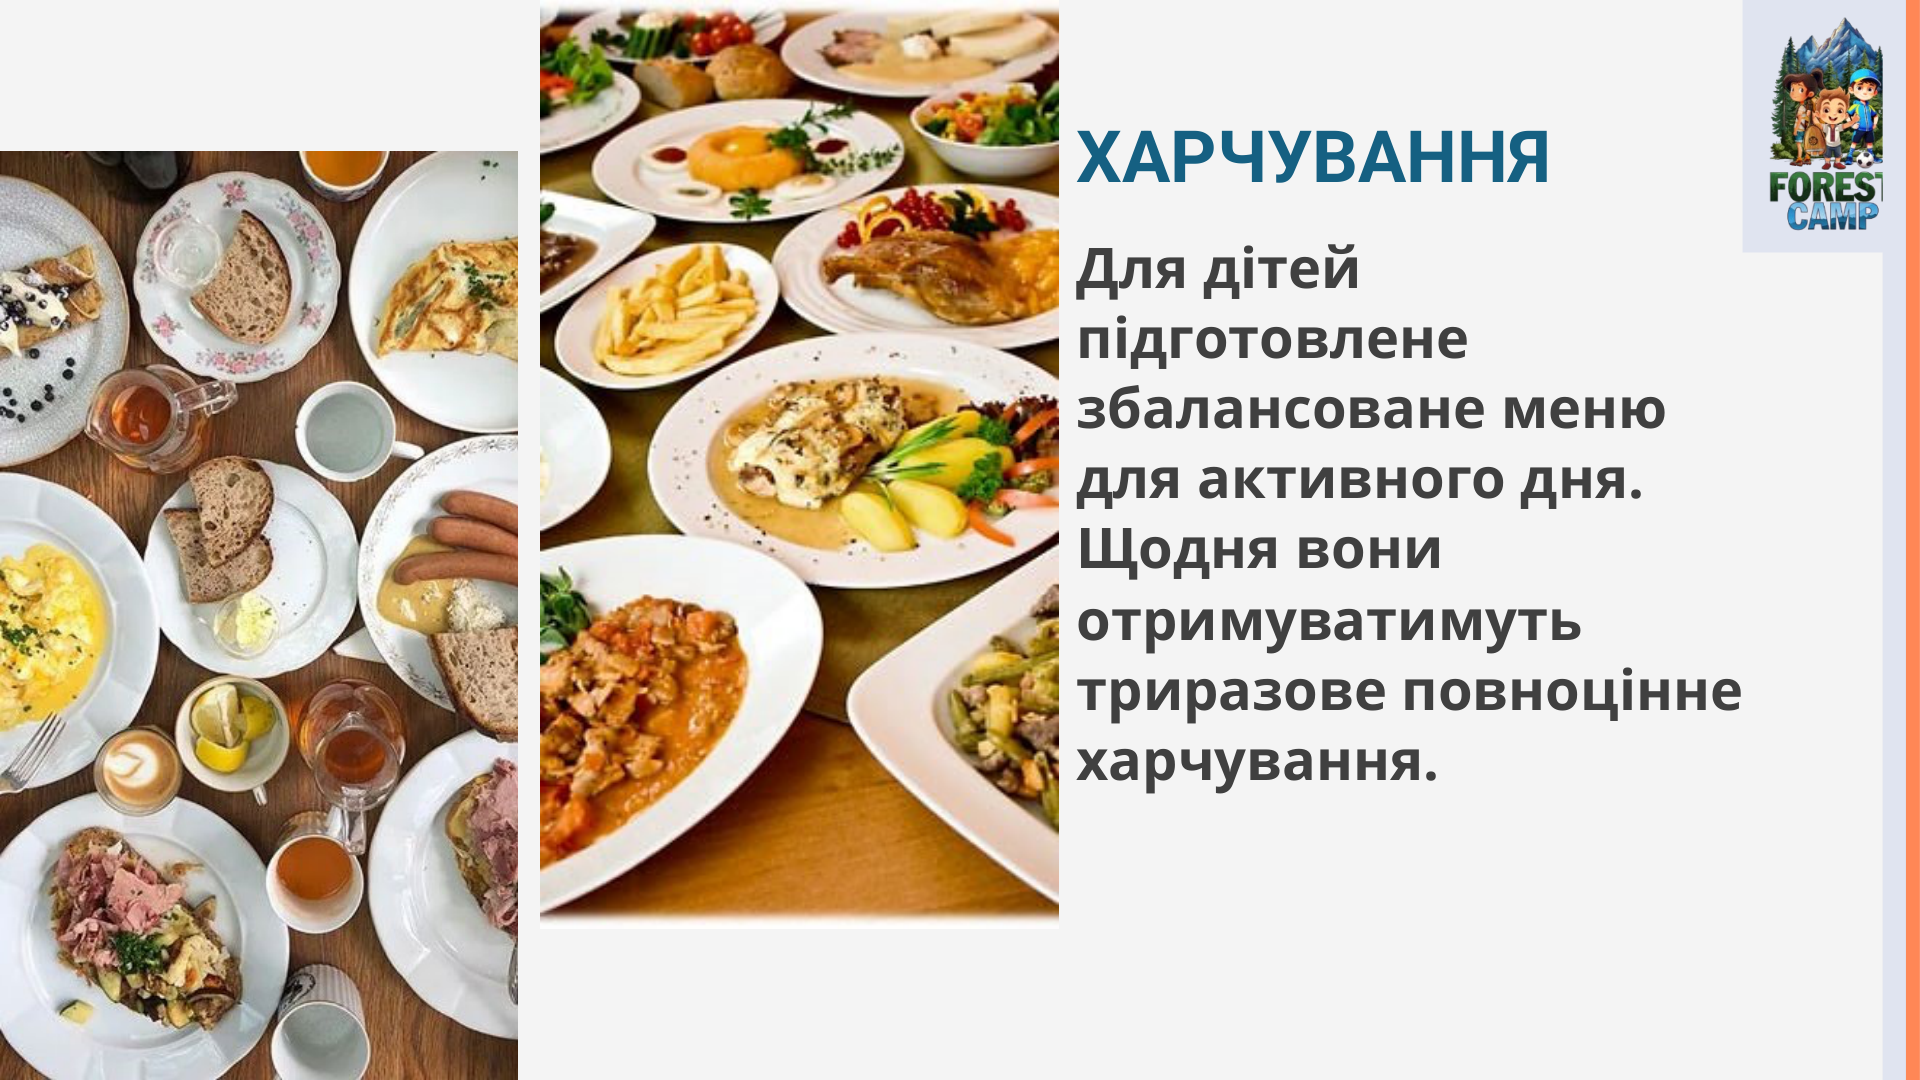 ХАРЧУВАННЯ
Для дітей
підготовлене
збалансоване меню
для активного дня.
Щодня вони
отримуватимуть
триразове повноцінне
харчування.
FOREST
CAMP